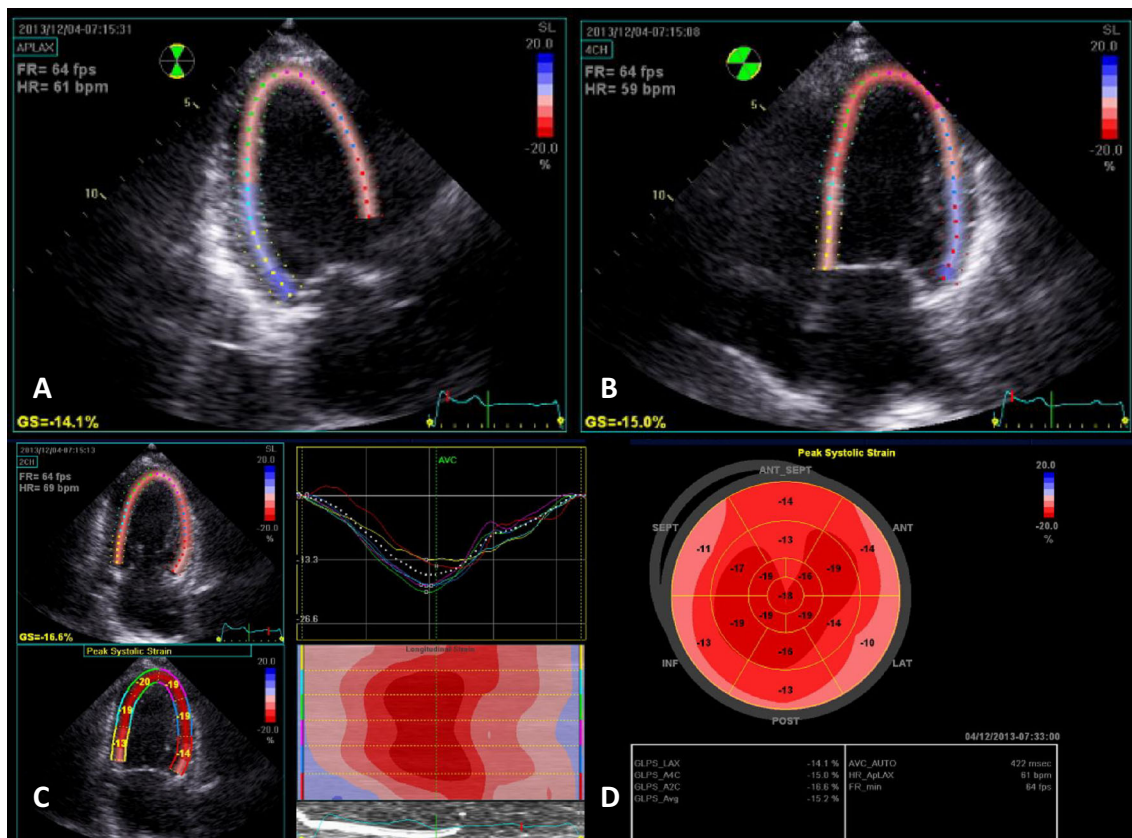 2013/12/04-07:15:31
APLAX
FR= 64 fps
HR= 61 bpm
5
10
SL
20.0
-20.0
%
A
GS=-14.1%
2013/12/04-07:15:08
4CH
FR= 64 fps
HR= 59 bpm
5
10
SL
20.0
-20.0
%
B
GS=-15.0%
2013/12/04-07:15:13
2CH
FR= 64 fps
HR= 69 bpm
SL
20.0
-20.0
%
GS=-16.6%
AVC
-13.3
-26.6
Peak Systolic Strain
20.0
-20.0
%
-20
-19
-19
-19
-13
-14
C
Longitudinal Strain
Peak Systolic Strain
20.0
-20.0
%
ANT_SEPT
SEPT
ANT
INF
LAT
POST
-14
-11
-13
-14
-17
-19
-18
-13
-19
-19
-19
-14
-10
-13
04/12/2013-07:33:00
D
GLPS_LAX -14.1 %
GLPS_A4C -15.0 %
GLPS_A2C -16.6 %
GLPS_Avg -15.2 %
AVC_AUTO 422 msec
HR_ApLAX 61 bpm
FR_min 64 fps